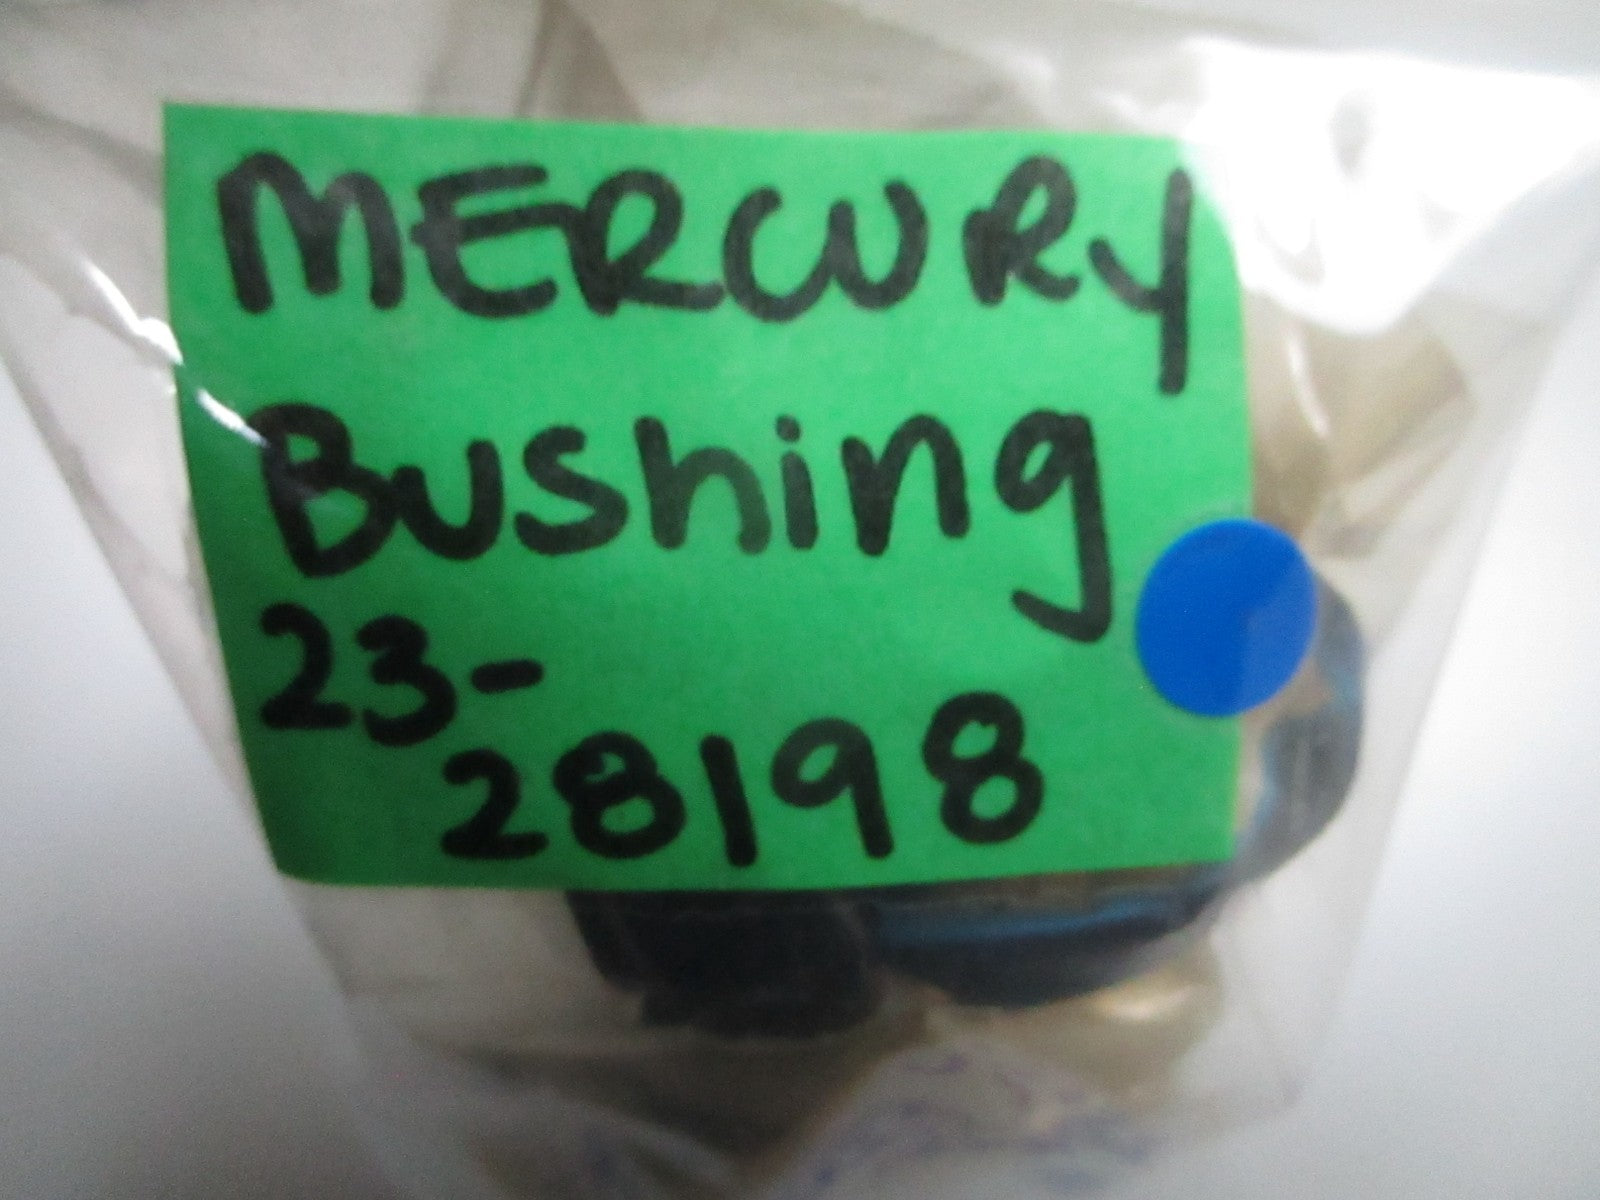 MERCURY
Bushing
23-
28198